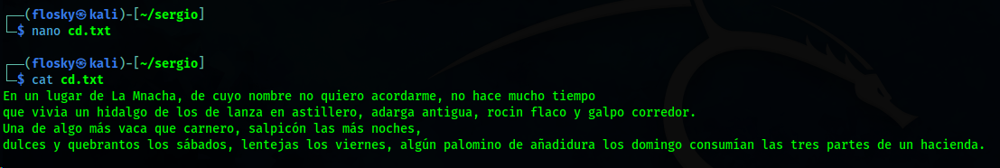 ┌──(flosky㉿kali)-[~/sergio]
└─$ nano cd.txt
┌──(flosky㉿kali)-[~/sergio]
└─$ cat cd.txt
En un lugar de La Mnacha, de cuyo nombre no quiero acordarme, no hace mucho tiempo
que vivia un hidalgo de los de lanza en astillero, adarga antigua, rocin flaco y galpo corredor.
Una de algo más vaca que carnero, salpicón las más noches,
dulces y quebrantos los sábados, lentejas los viernes, algún palomino de añadidura los domingo consumían las tres partes de un hacienda.